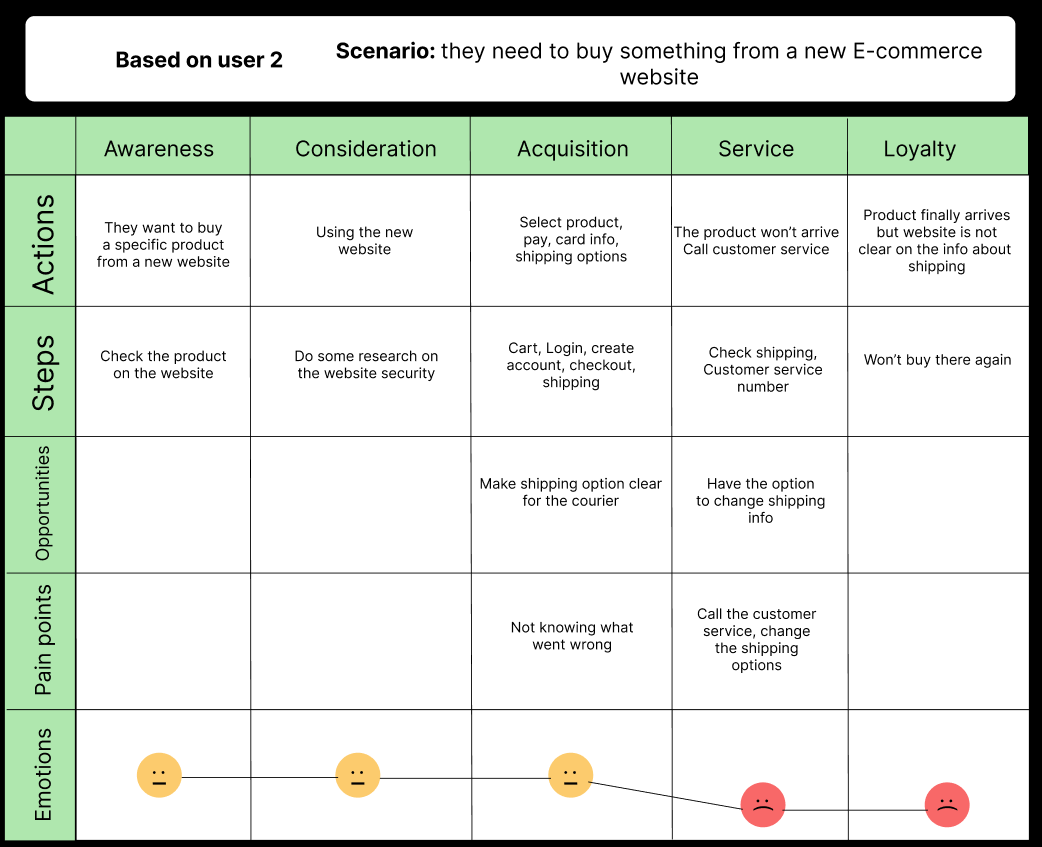 Based on user 2
Scenario: they need to buy something from a new E-commerce
website
Awareness
Consideration
Acquisition
Service
Loyalty
Actions
They want to buy
a specific product
from a new website
Using the new
website
Select product,
pay, card info,
shipping options
The product won't arrive
Call customer service
Product finally arrives
but website is not
clear on the info about
shipping
Steps
Check the product
on the website
Do some research on
the website security
Cart, Login, create
account, checkout,
shipping
Check shipping,
Customer service
number
Won't buy there again
Opportunities
Make shipping option clear
for the courier
Have the option
to change shipping
info
Pain points
Not knowing what
went wrong
Call the customer
service, change
the shipping
options
Emotions